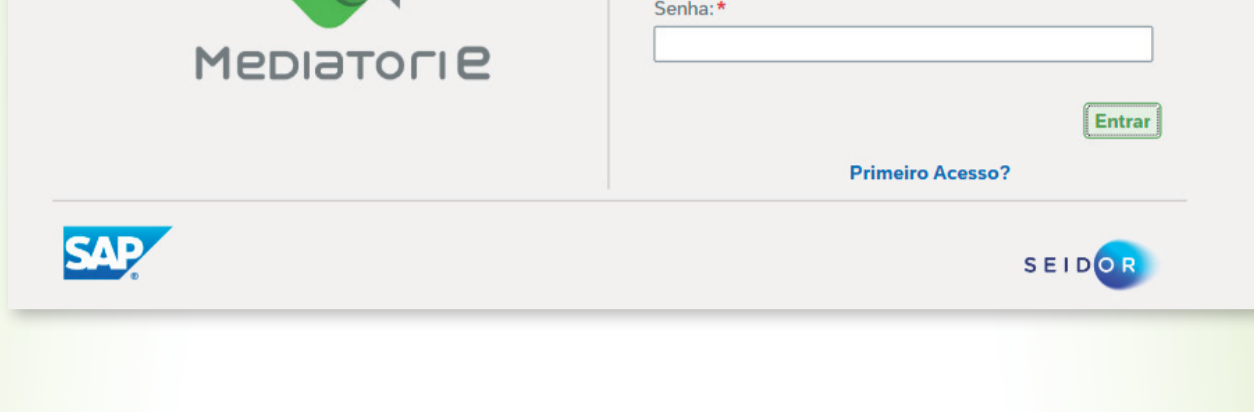 Senha:*
MEDIATORIE
Entrar
Primeiro Acesso?
SAP®
SEIDOR